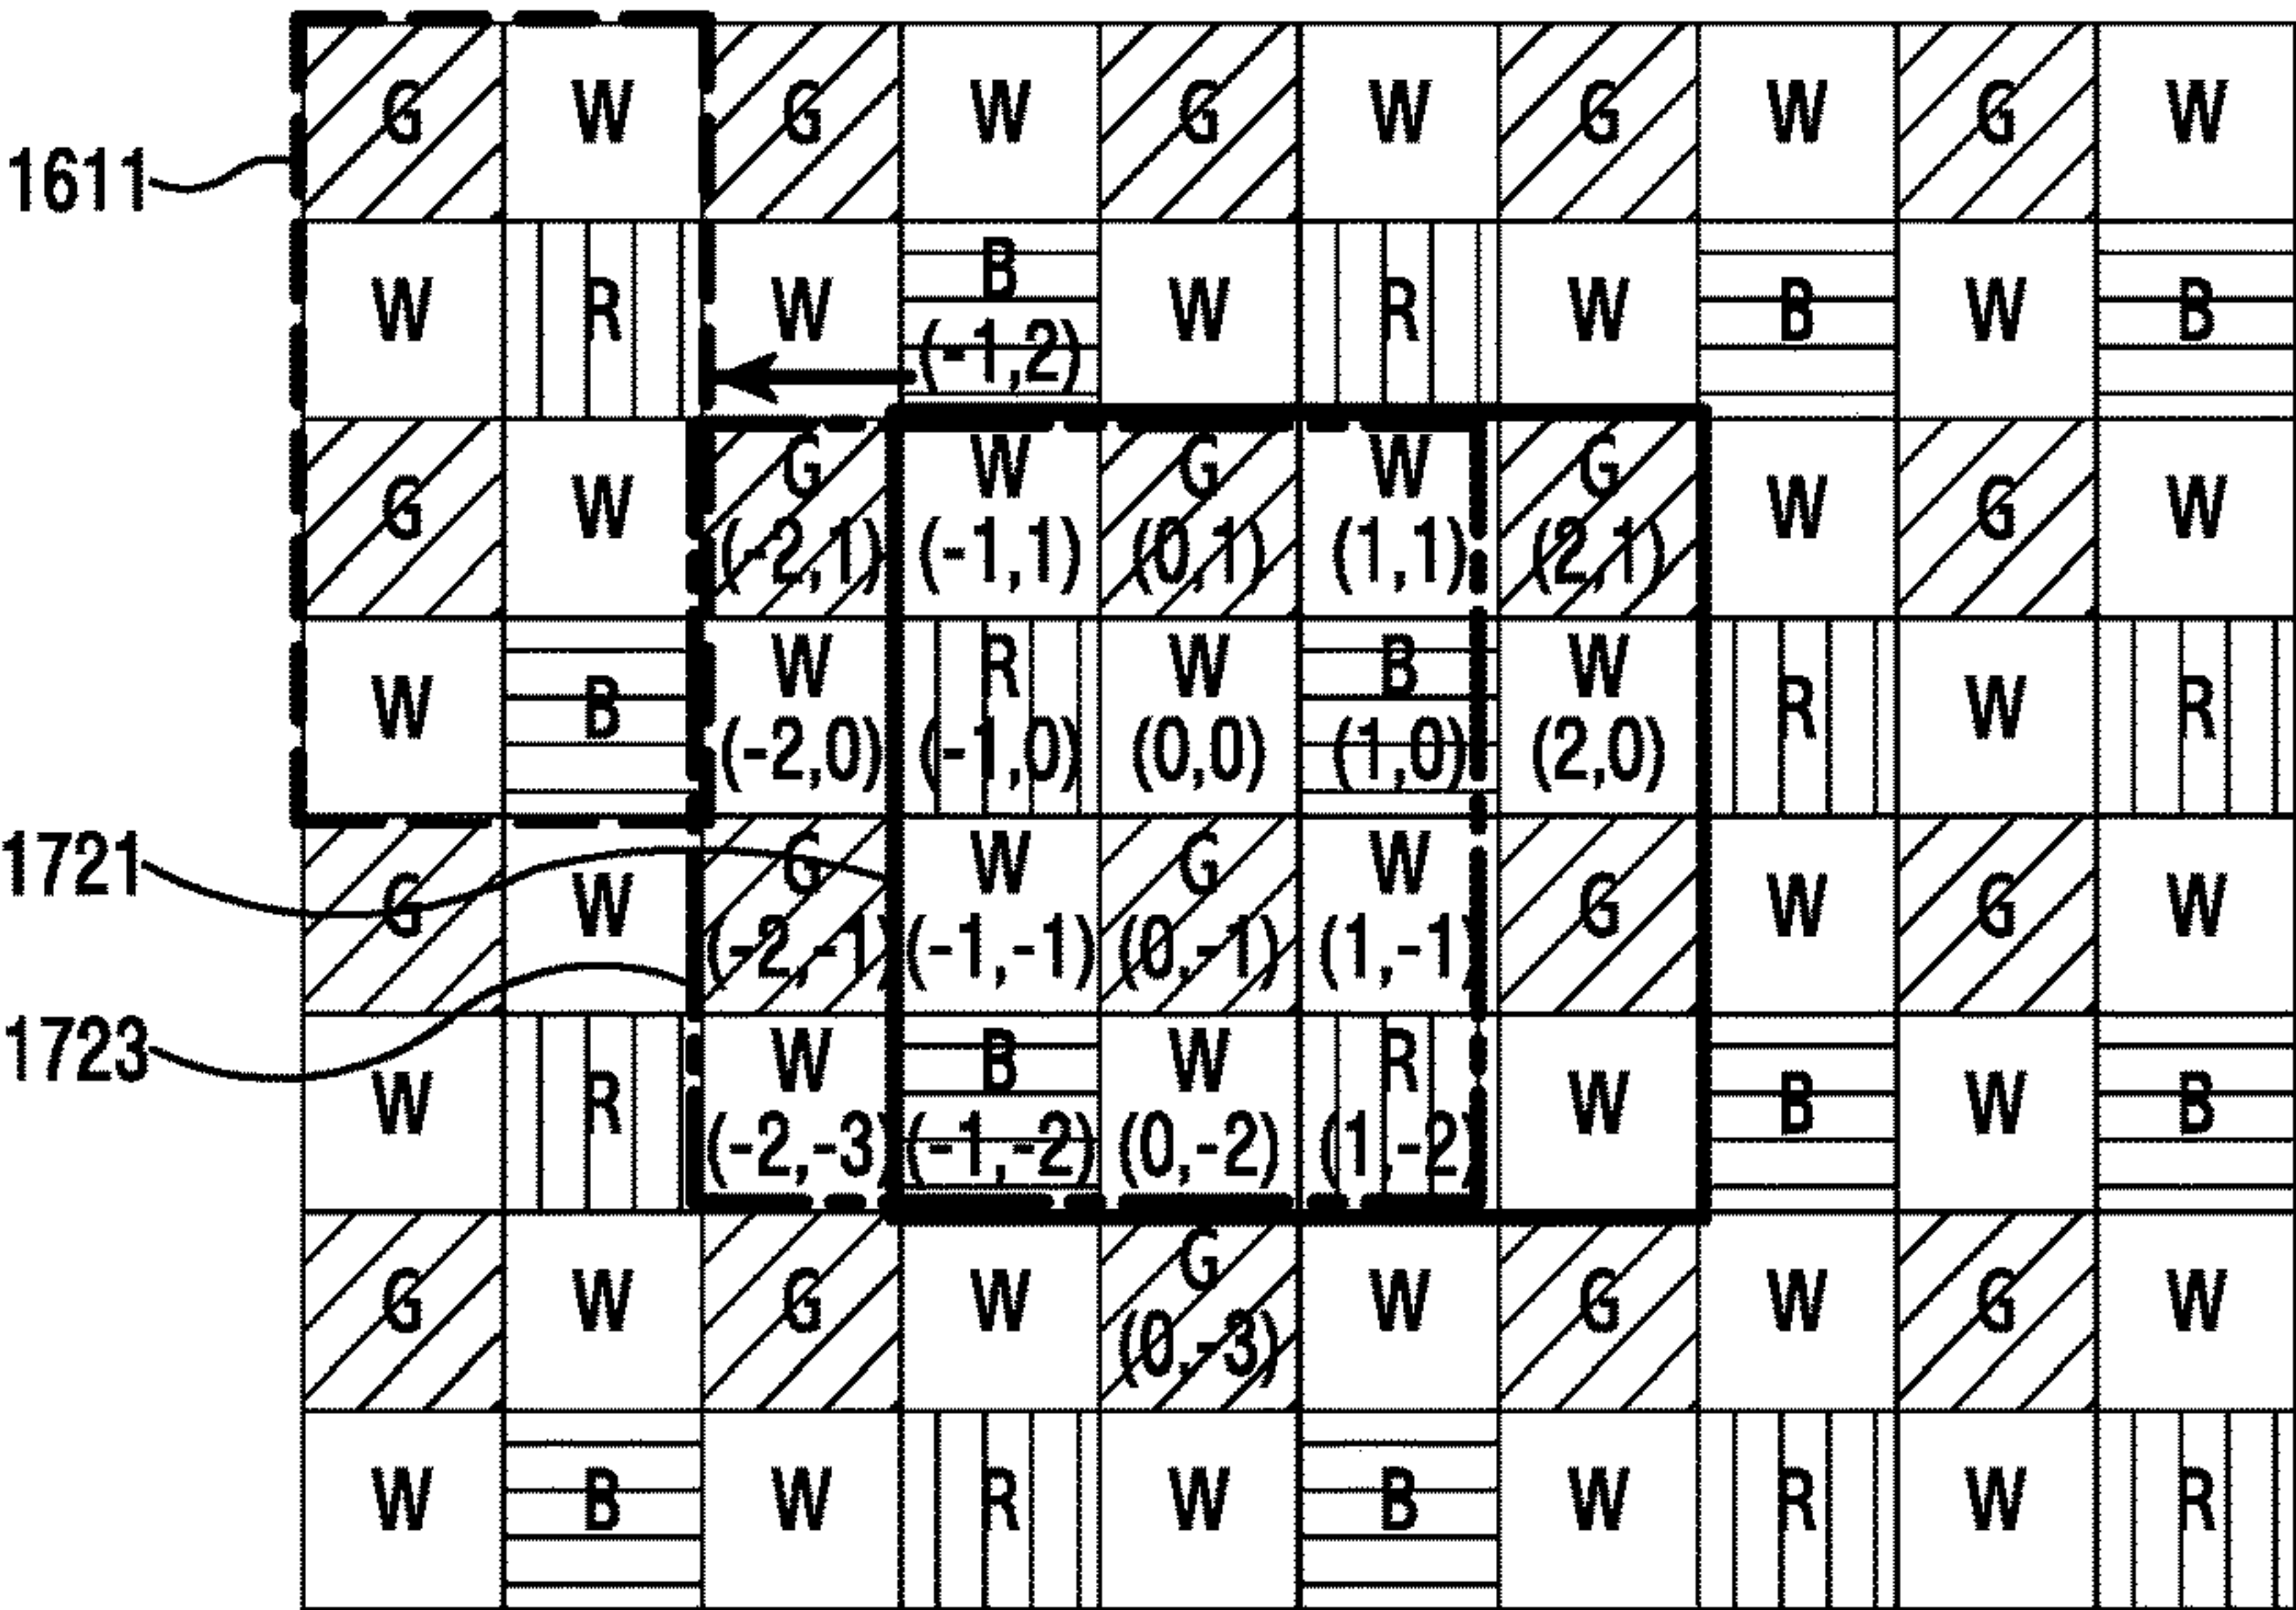 G W G W G W G W G W
1611
W R W B (-1,2) W R W B W B
G W G (-2,1) W (-1,1) G (0,1) W (1,1) G (2,1) W G W
W B W (-2,0) R (-1,0) W (0,0) B (1,0) W (2,0) R W R
1721
G W G (-2,-1) W (-1,-1) G (0,-1) W (1,-1) G W G W
1723
W R W (-2,-3) B (-1,-2) W (0,-2) R (1,-2) W B W B
G W G W G (0,-3) W G W G W
W B W R W B W R W R